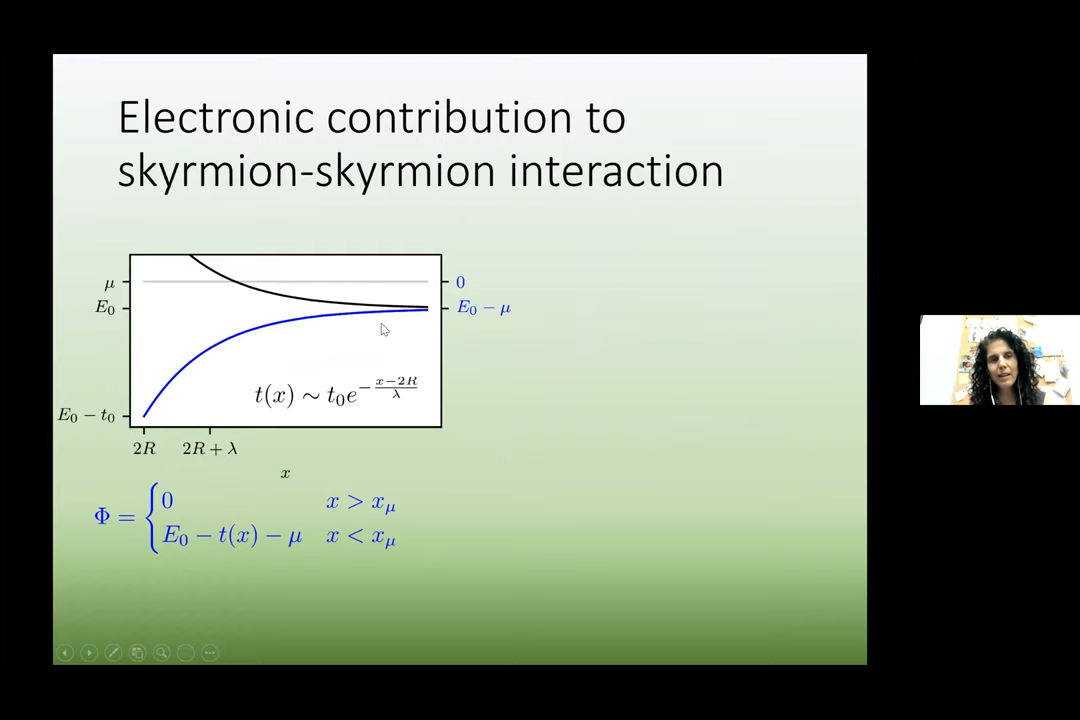 Electronic contribution to
skyrmion-skyrmion interaction
μ
0
E₀
E₀ − μ
t(x) ∼ t₀e^{−\frac{x−2R}{λ}}
E₀ − t₀
2R
2R + λ
x
Φ = { 0 x > x_μ
E₀ − t(x) − μ x < x_μ